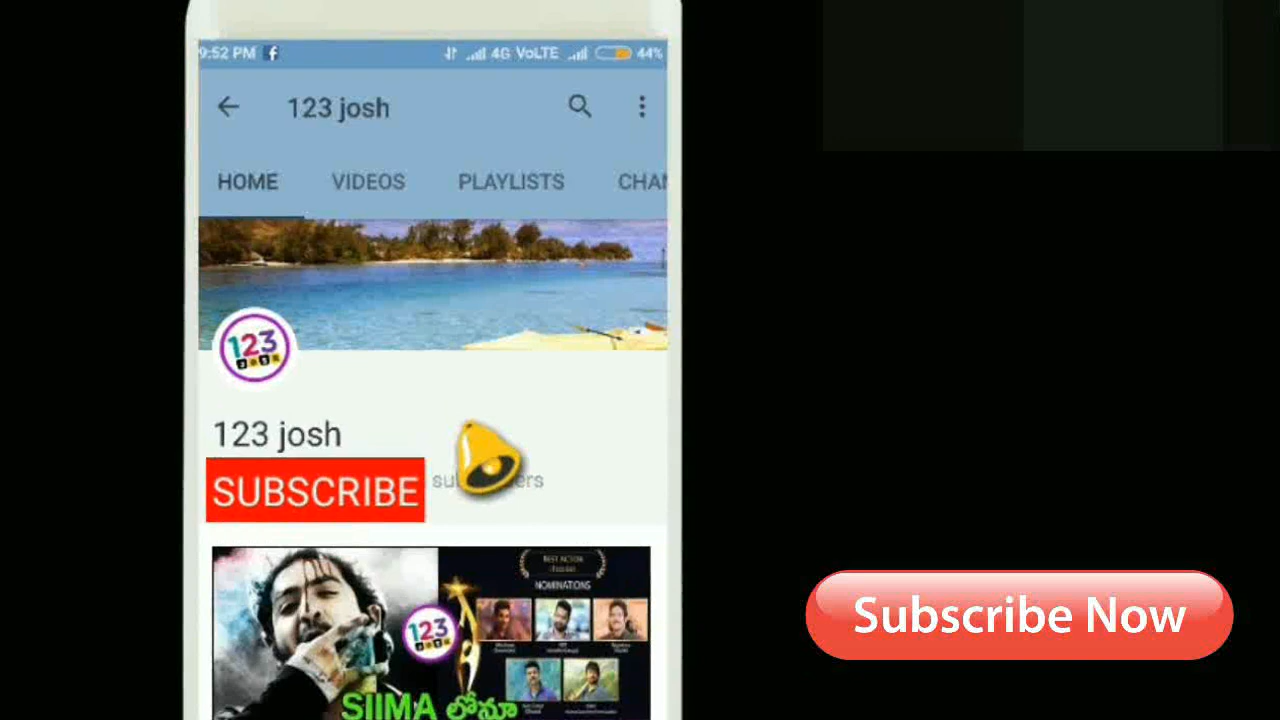 9:52 PM f 4G VoLTE 44%
123 josh
HOME VIDEOS PLAYLISTS CHAN
123
123 josh
SUBSCRIBE
BEST ACTOR
NOMINATIONS
123
SIIMA లోనూ
Subscribe Now